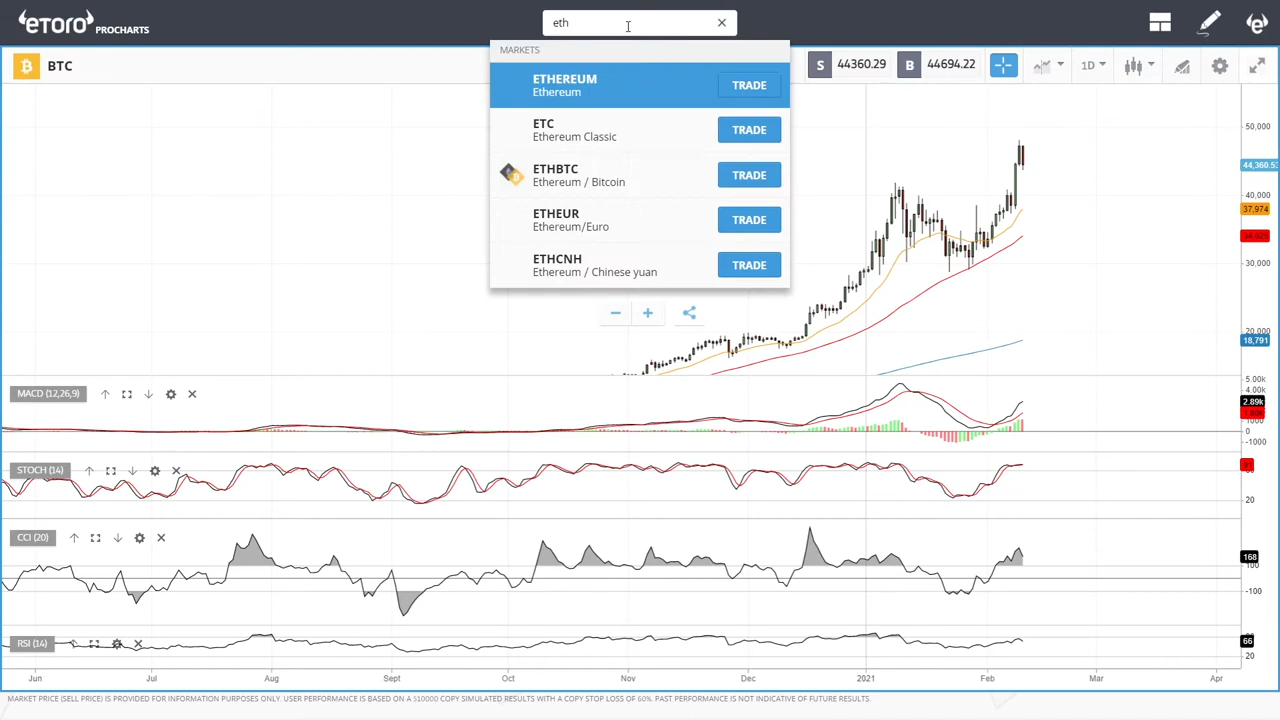 eToro PROCHARTS
eth
MARKETS
ETHEREUM
Ethereum
TRADE
ETC
Ethereum Classic
TRADE
ETHBTC
Ethereum / Bitcoin
TRADE
ETHEUR
Ethereum/Euro
TRADE
ETHCNH
Ethereum / Chinese yuan
TRADE
BTC
S 44360.29 B 44694.22 1D
50,000
44,360.53
40,000
37,974
30,000
20,000
18,791
MACD (12,26,9)
5.00k
4.00k
2.89k
1000
-1000
STOCH (14)
20
CCI (20)
168
100
-100
RSI (14)
66
20
Jun Jul Aug Sept Oct Nov Dec 2021 Feb Mar Apr
MARKET PRICE (SELL PRICE) IS PROVIDED FOR INFORMATION PURPOSES ONLY. USER PERFORMANCE IS BASED ON A $10000 COPY SIMULATED RESULTS WITH A COPY STOP LOSS OF 60%. PAST PERFORMANCE IS NOT INDICATIVE OF FUTURE RESULTS.